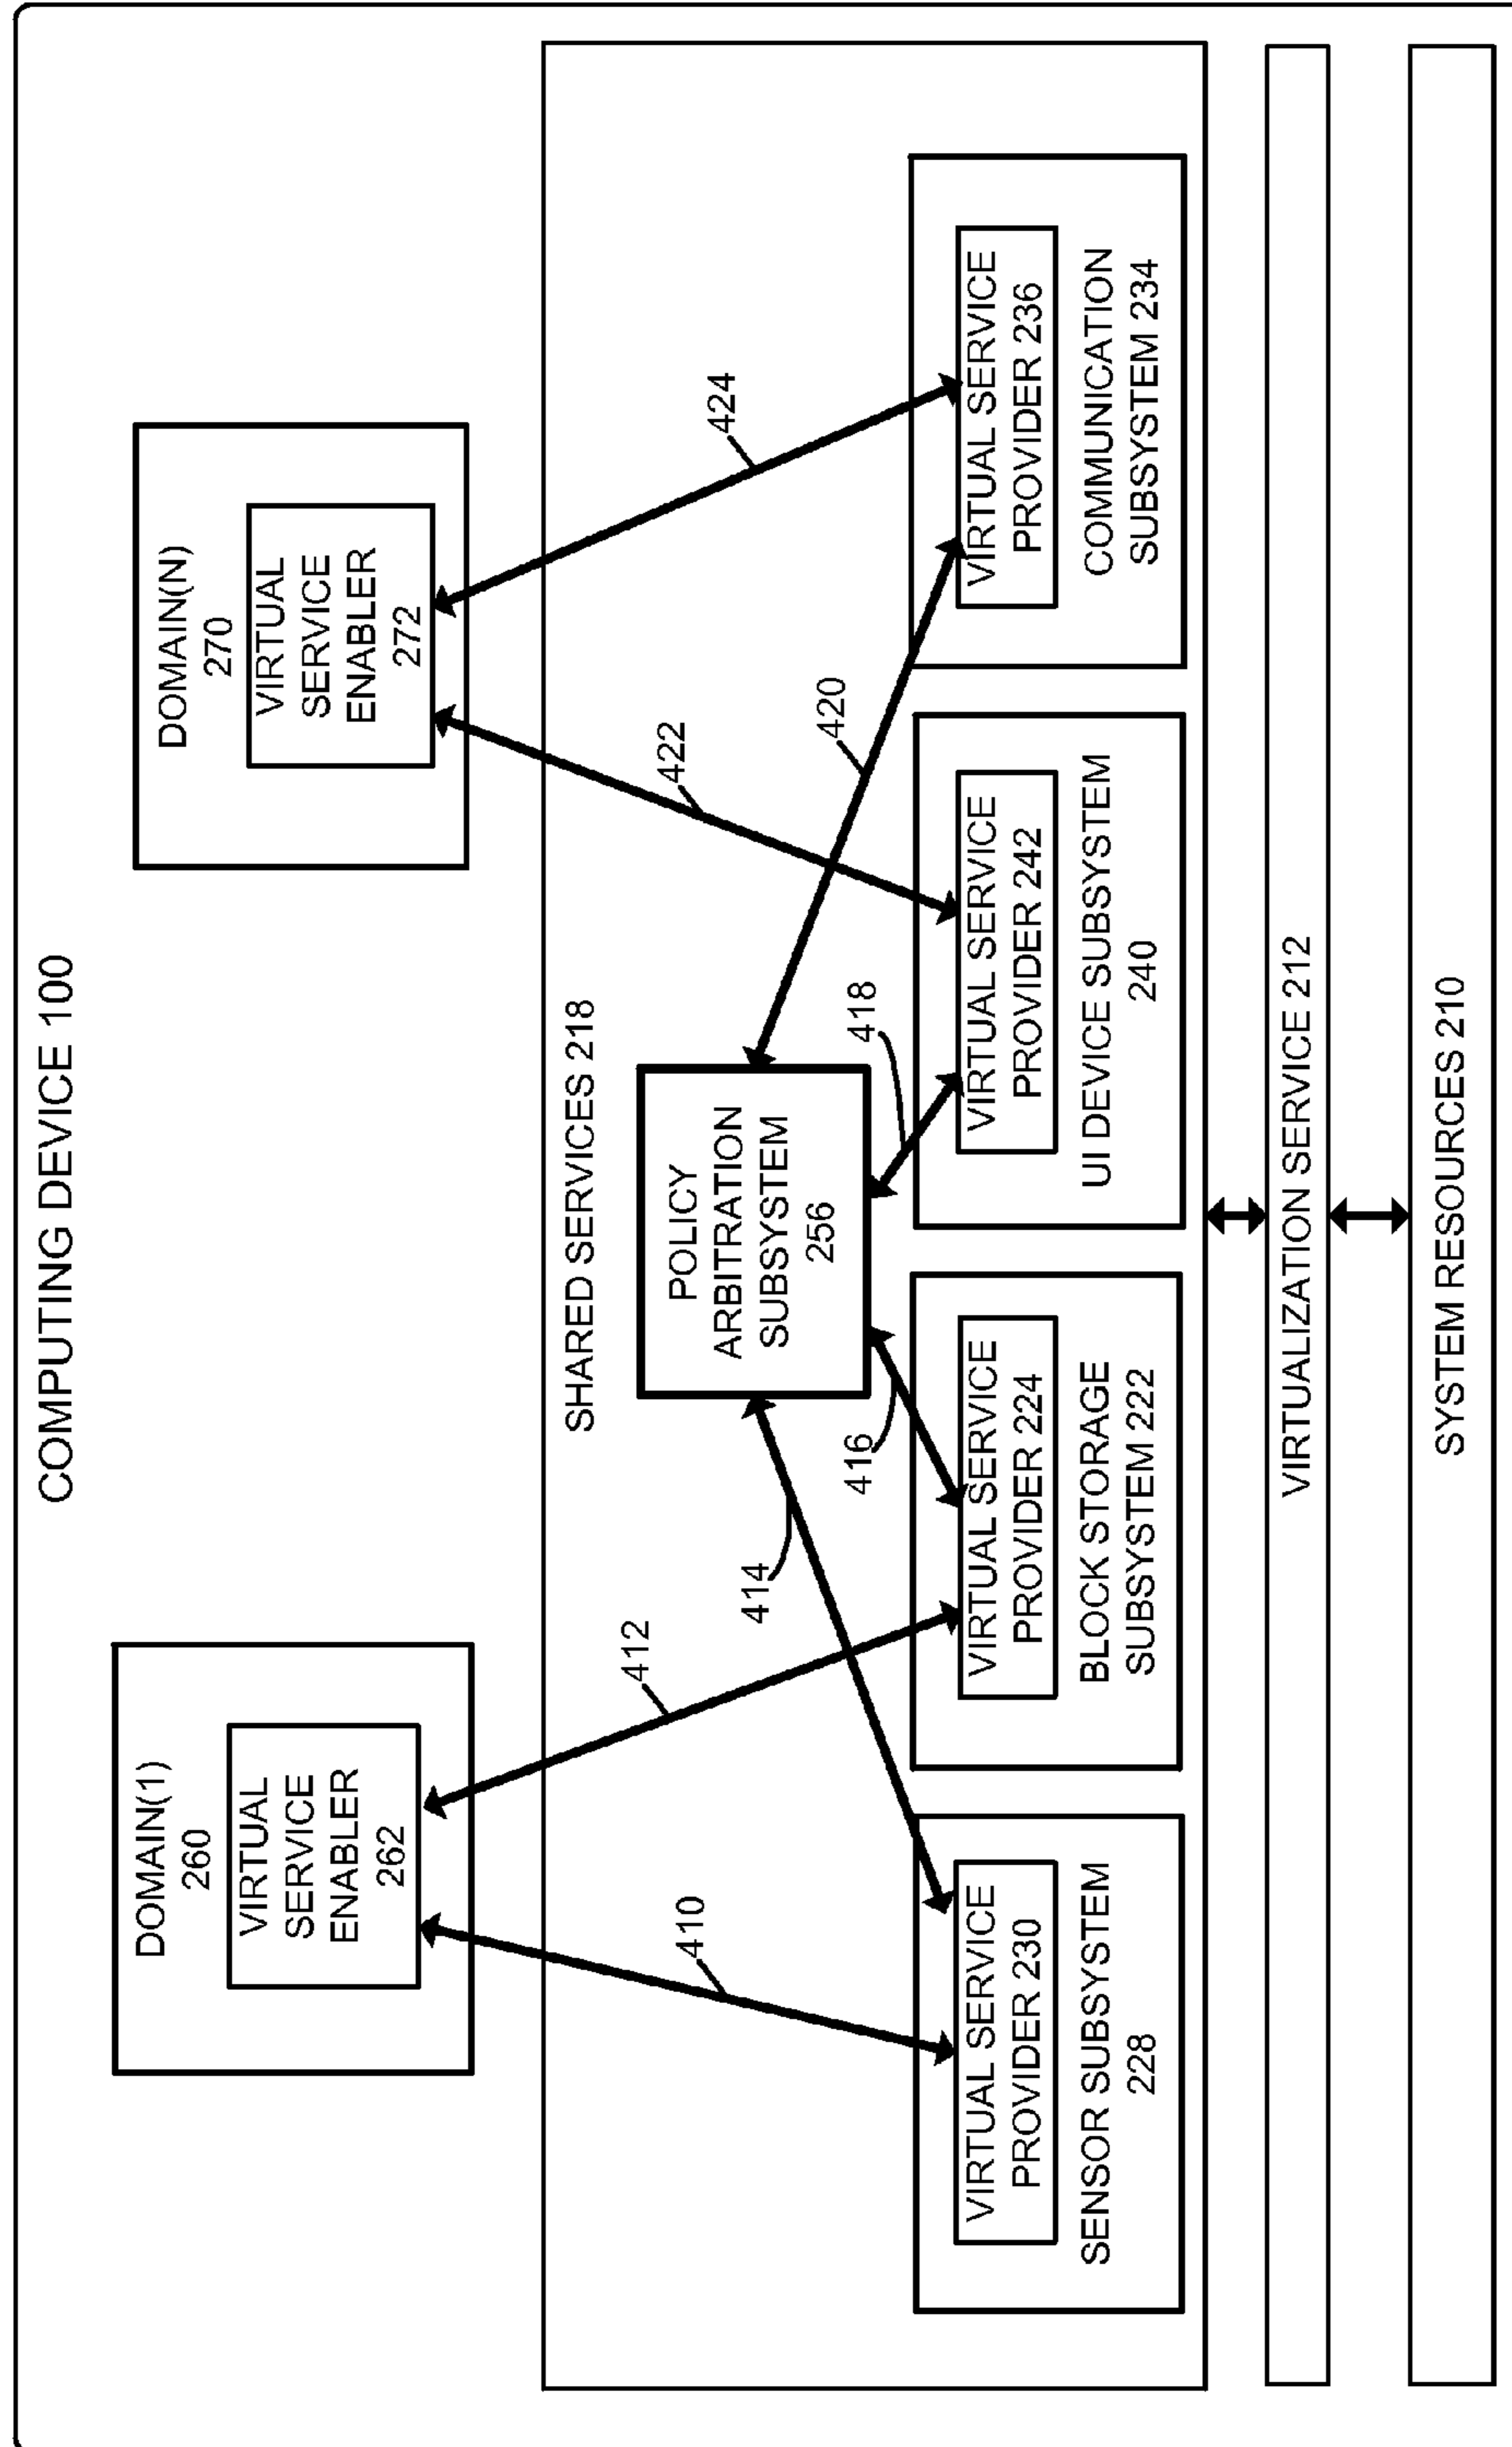 COMPUTING DEVICE 100
DOMAIN(1)
260
VIRTUAL
SERVICE
ENABLER
262
DOMAIN(N)
270
VIRTUAL
SERVICE
ENABLER
272
SHARED SERVICES 218
POLICY
ARBITRATION
SUBSYSTEM
256
410
412
414
416
418
420
422
424
VIRTUAL SERVICE
PROVIDER 230
SENSOR SUBSYSTEM
228
VIRTUAL SERVICE
PROVIDER 224
BLOCK STORAGE
SUBSYSTEM 222
VIRTUAL SERVICE
PROVIDER 242
UI DEVICE SUBSYSTEM
240
VIRTUAL SERVICE
PROVIDER 236
COMMUNICATION
SUBSYSTEM 234
VIRTUALIZATION SERVICE 212
SYSTEM RESOURCES 210